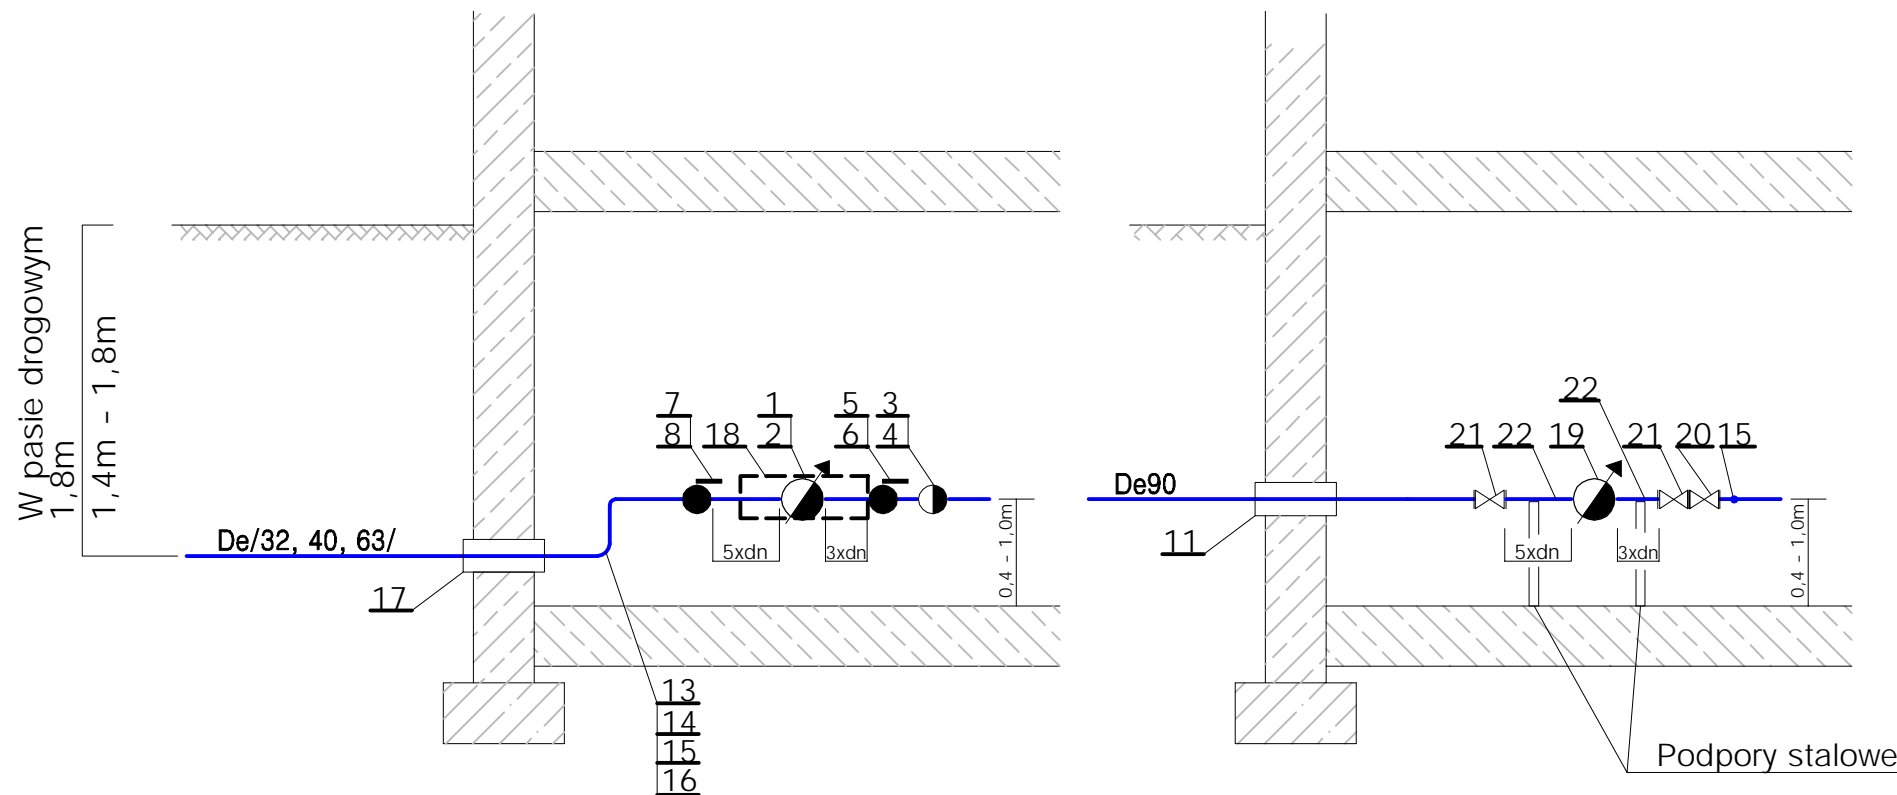 W pasie drogowym
1,8m
1,4m - 1,8m
De/32, 40, 63/
17
7
8
18
1
2
5
6
3
4
5xdn
3xdn
0,4 - 1,0m
13
14
15
16
De90
11
21
22
19
22
21
20
15
5xdn
3xdn
0,4 - 1,0m
Podpory stalowe